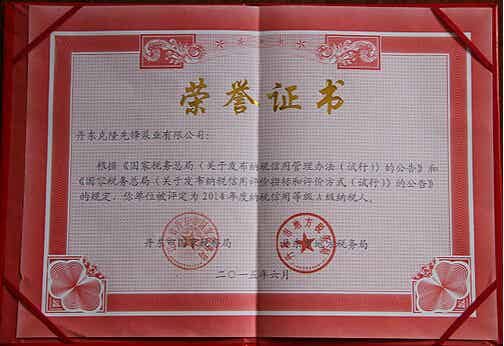 荣誉证书
丹东克隆先锋泵业有限公司：
根据《国家税务总局（关于发布纳税信用管理办法（试行）》的公告》和
《国家税务总局（关于发布纳税信用评价指标和评价方式（试行）》的公告》
的规定，您单位被评定为2014年度纳税信用等级A级纳税人。
丹东市国家税务局 丹东市地方税务局
二〇一五年六月